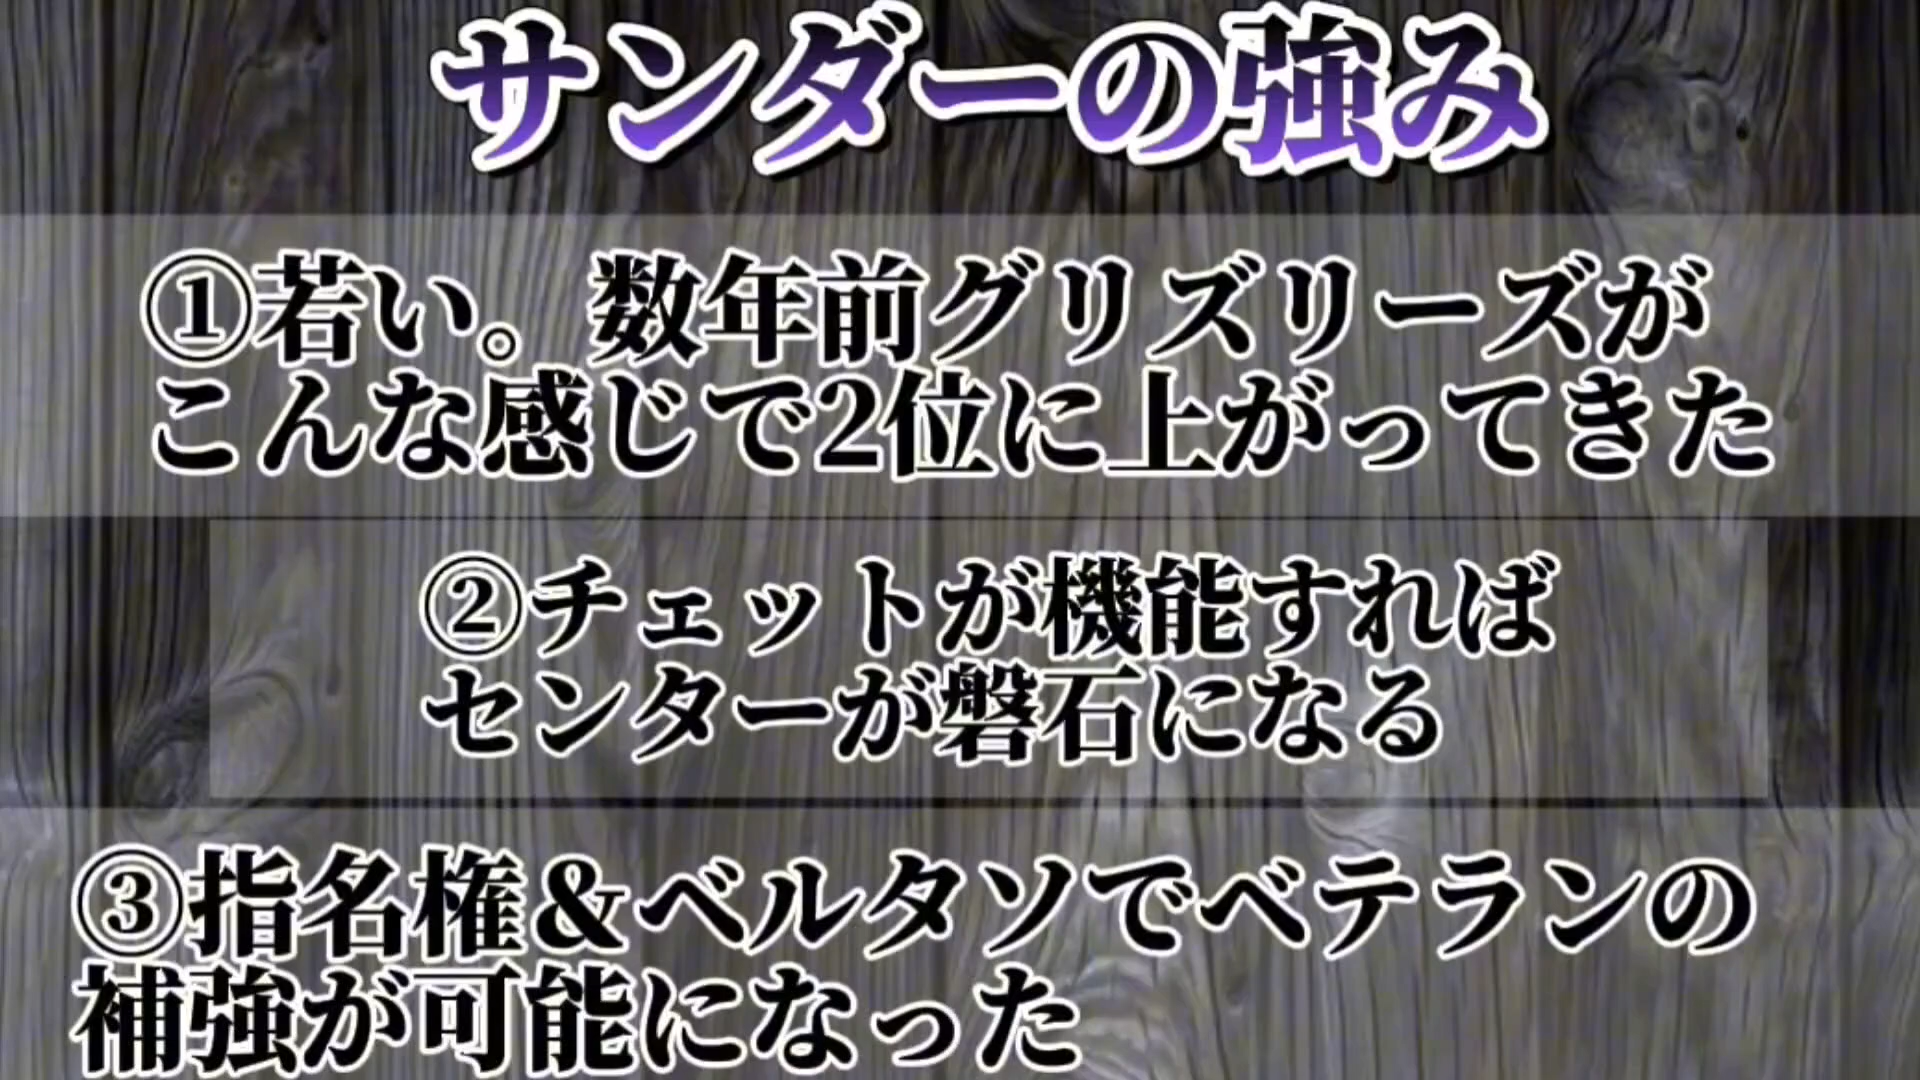 サンダーの強み
①若い。数年前グリズリーズが
こんな感じで2位に上がってきた
②チェットが機能すれば
センターが磐石になる
③指名権&ベルタソでベテランの
補強が可能になった